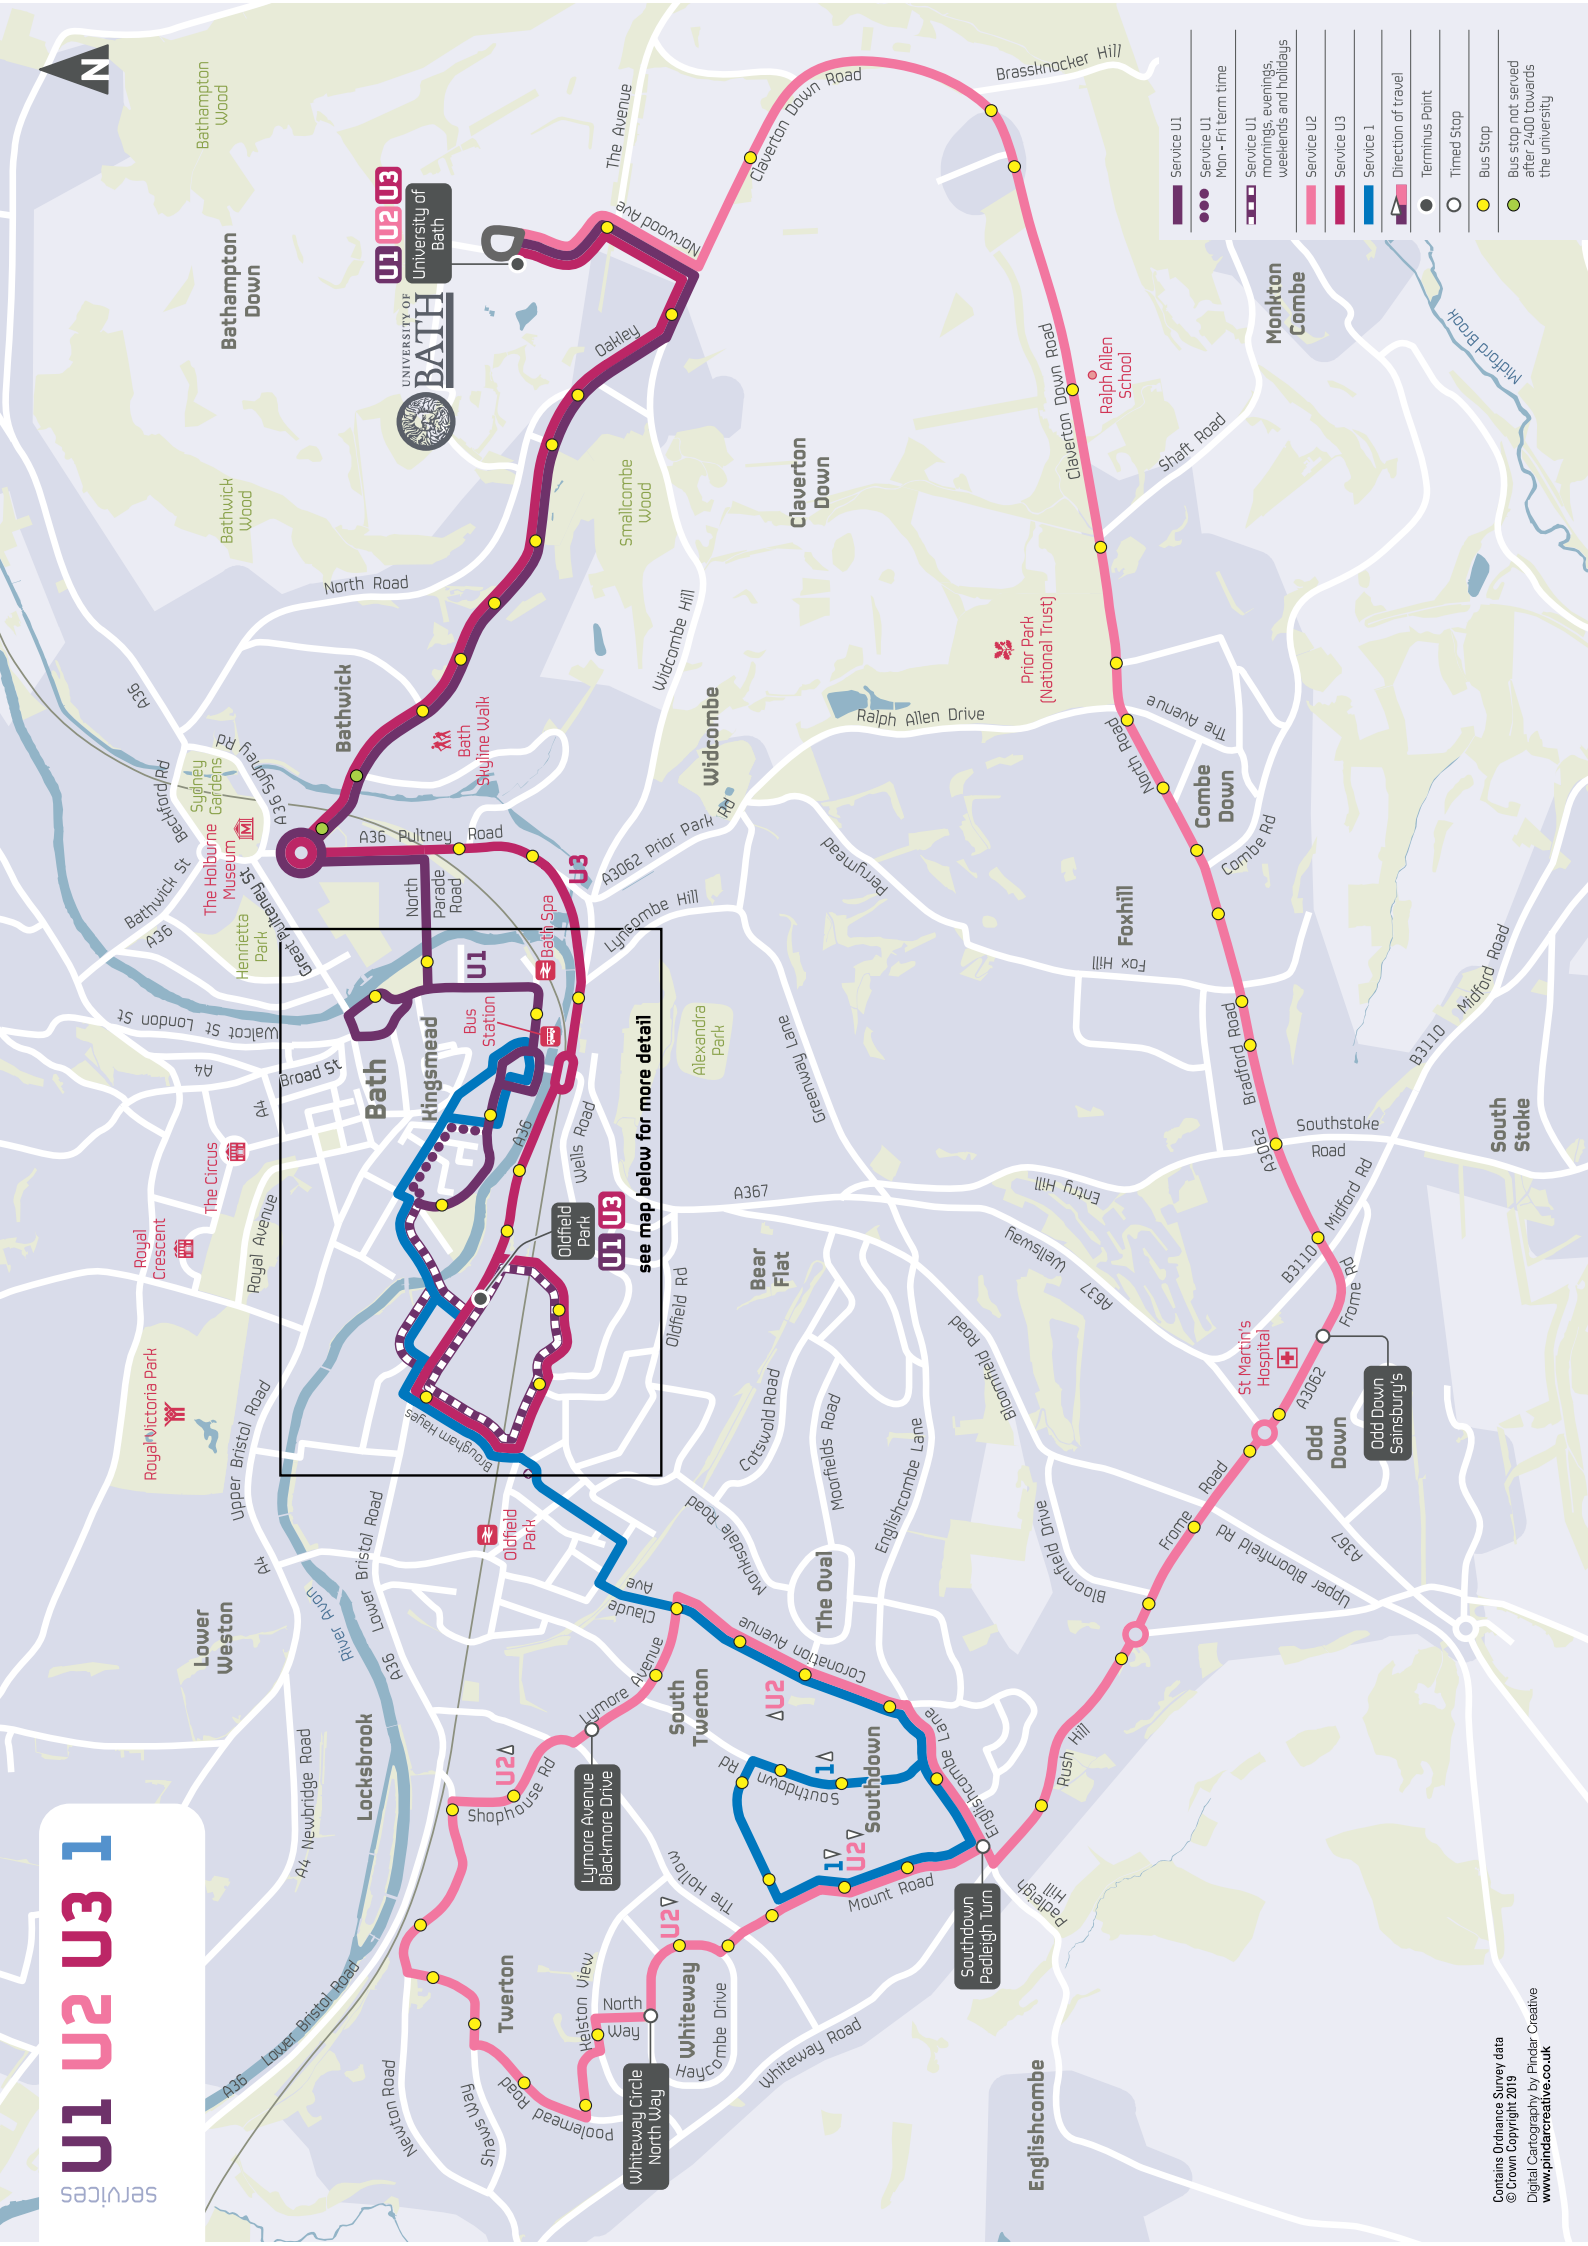 services
U1 U2 U3 1
N
Bathampton
Wood
Bathampton
Down
Bathwick
Wood
U1 U2 U3
University of
Bath
UNIVERSITY OF
BATH
The Avenue
Norwood Ave
Oakley
Claverton Down Road
Brassknocker Hill
Service U1
Service U1
Mon - Fri term time
Service U1
mornings, evenings,
weekends and holidays
Service U2
Service U3
Service 1
Direction of travel
Terminus Point
Timed Stop
Bus Stop
Bus stop not served
after 2400 towards
the university
Monkton
Combe
Midford Brook
Claverton Down Road
Ralph Allen
School
Shaft Road
Claverton
Down
Smallcombe
Wood
North Road
Widcombe Hill
Prior Park
(National Trust)
A36
Bathwick
Bath
Skyline Walk
Widcombe
Ralph Allen Drive
North Road
The Avenue
Combe
Down
Combe Rd
Beckford Rd
Sydney
Gardens
A36 Sydney Rd
The Holburne
Museum
Bathwick St
A36
Henrietta
Park
Great Pulteney St
A36 Pultney Road
North
Parade
Road
U3
A3062 Prior Park Rd
Lyncombe Hill
Perrymead
Foxhill
Fox Hill
Bath Spa
U1
Bus
Station
Walcot St London St
A4
Broad St
A4
Bath
Kingsmead
Alexandra
Park
Greenway Lane
Bradford Road
B3110
Midford Road
South
Stoke
Southstoke
Road
A3062
B3110 Midford Rd
The Circus
Royal
Crescent
Royal Avenue
A36
Wells Road
see map below for more detail
Oldfield
Park
U1 U3
A367
Entry Hill
Wellsway
A637
Bear
Flat
Oldfield Rd
Bloomfield Road
Frome Rd
St Martin's
Hospital
A3062
Odd Down
Sainsbury's
Odd
Down
Royal Victoria Park
Upper Bristol Road
Brougham Hayes
Cotswold Road
Moorfields Road
Englishcombe Lane
Frome Road
A4
Lower Bristol Road
Oldfield
Park
Monksdale Road
Bloomfield Drive
Upper Bloomfield Rd
A367
Lower
Weston
River Avon
A36
Claude Ave
The Oval
Coronation Avenue
Lymore Avenue
South
Twerton
U2
Locksbrook
A4 Newbridge Road
U2
Shophouse Rd
Lymore Avenue
Blackmore Drive
Southdown Rd
1
Southdown
Englishcombe Lane
Rush Hill
1
U2
Mount Road
Englishcombe
Padleigh
Hill
Southdown
Padleigh Turn
The Hollow
U2
Lower Bristol Road
A36
Twerton
Kelston View
North
Way
Whiteway
Haycombe Drive
Whiteway Road
Newton Road
Shaws Way
Poolemead Road
Whiteway Circle
North Way
Englishcombe
Contains Ordnance Survey data
© Crown Copyright 2019
Digital Cartography by Pindar Creative
www.pindarcreative.co.uk